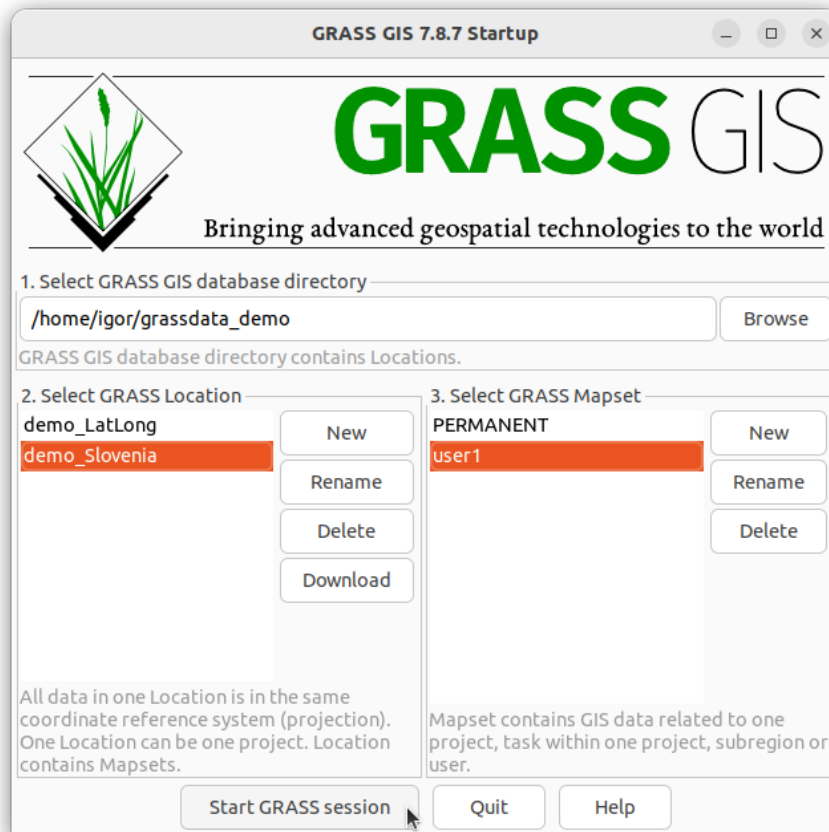 GRASS GIS 7.8.7 Startup
GRASS GIS
Bringing advanced geospatial technologies to the world
1. Select GRASS GIS database directory
/home/igor/grassdata_demo
Browse
GRASS GIS database directory contains Locations.
2. Select GRASS Location
demo_LatLong
demo_Slovenia
New
Rename
Delete
Download
All data in one Location is in the same
coordinate reference system (projection).
One Location can be one project. Location
contains Mapsets.
3. Select GRASS Mapset
PERMANENT
user1
New
Rename
Delete
Mapset contains GIS data related to one
project, task within one project, subregion or
user.
Start GRASS session
Quit
Help